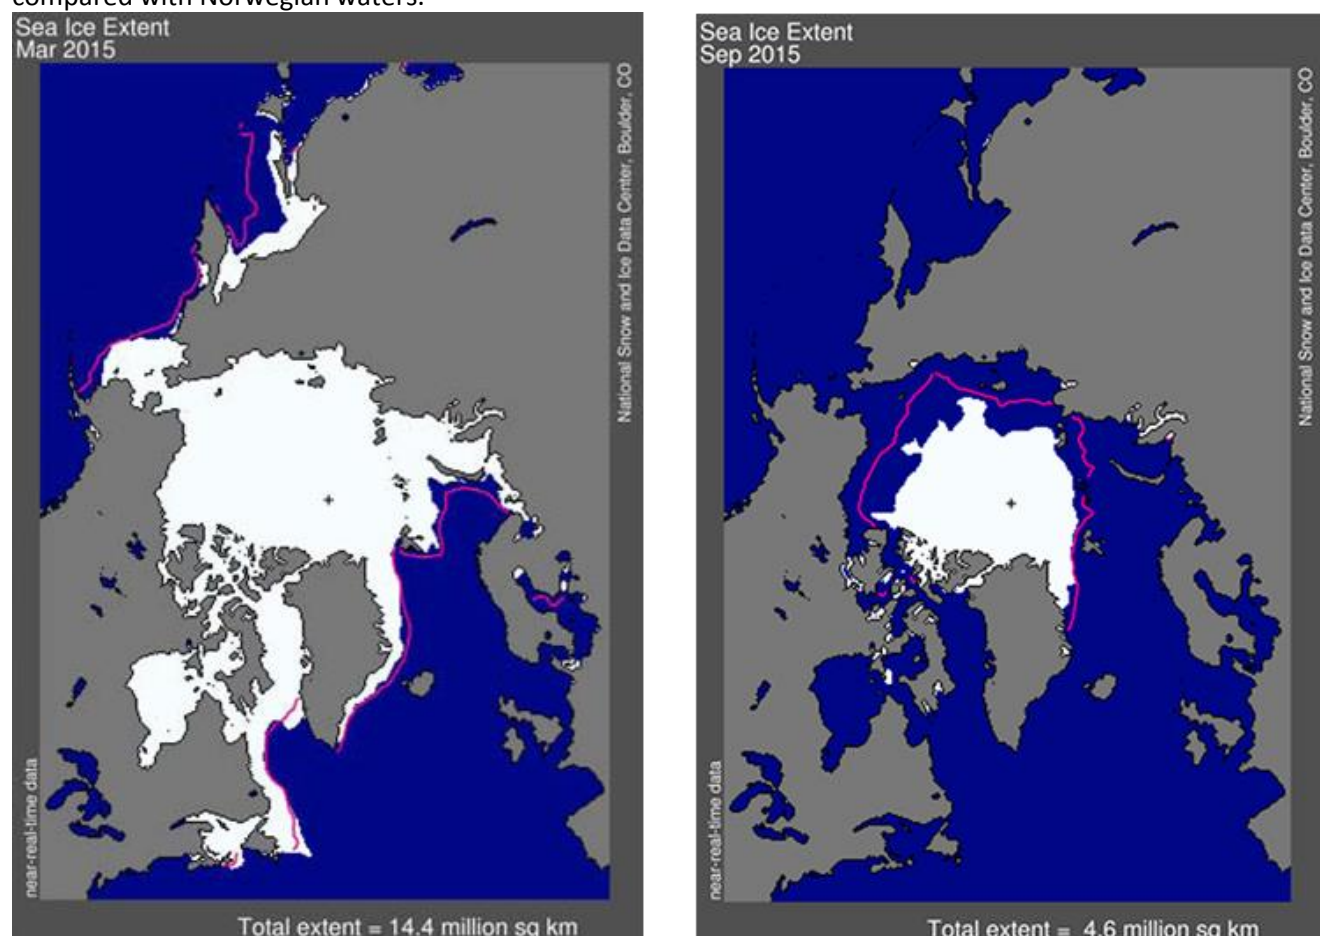 compared with Norwegian waters.
Sea Ice Extent
Mar 2015
National Snow and Ice Data Center, Boulder, CO
near-real-time data
Total extent = 14.4 million sq km
Sea Ice Extent
Sep 2015
National Snow and Ice Data Center, Boulder, CO
near-real-time data
Total extent = 4.6 million sq km